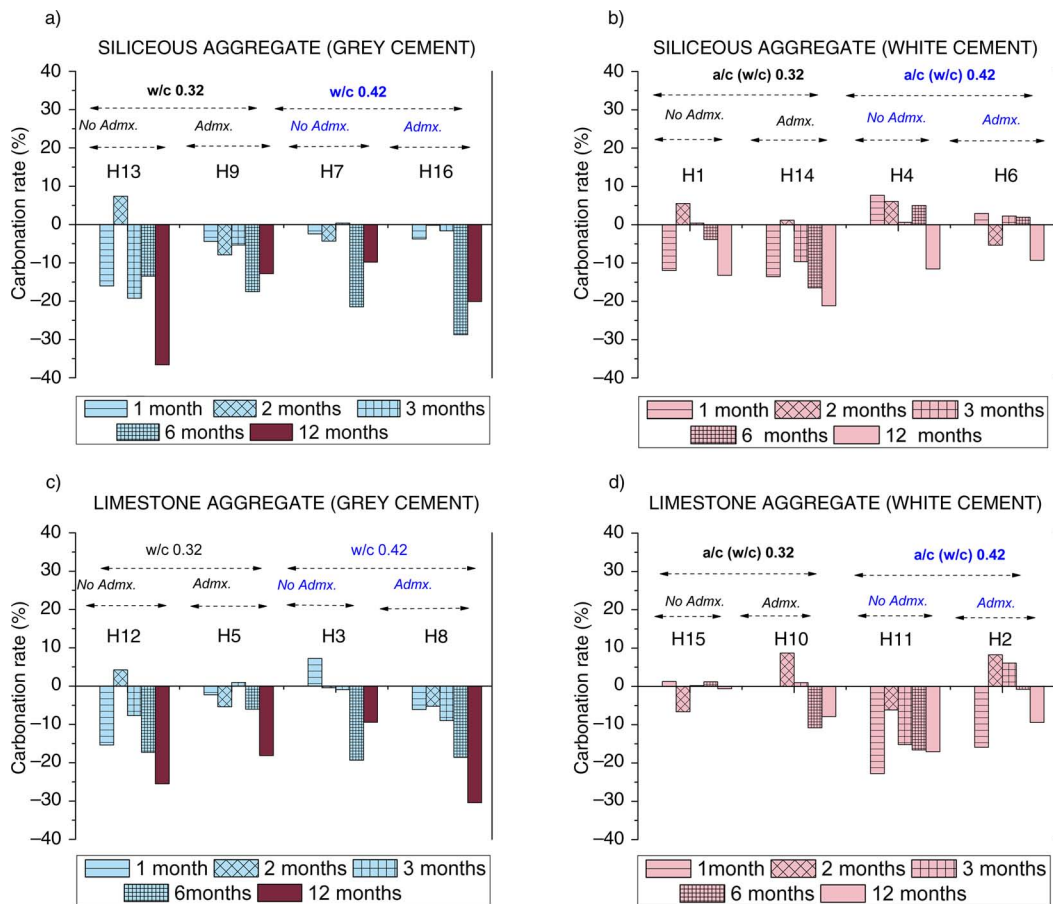 a)
SILICEOUS AGGREGATE (GREY CEMENT)
40
30
20
10
0
–10
–20
–30
–40
Carbonation rate (%)
w/c 0.32
w/c 0.42
No Admx.
Admx.
No Admx.
Admx.
H13
H9
H7
H16
1 month
2 months
3 months
6 months
12 months
b)
SILICEOUS AGGREGATE (WHITE CEMENT)
40
30
20
10
0
–10
–20
–30
–40
Carbonation rate (%)
a/c (w/c) 0.32
a/c (w/c) 0.42
No Admx.
Admx.
No Admx.
Admx.
H1
H14
H4
H6
1 month
2 months
3 months
6 months
12 months
c)
LIMESTONE AGGREGATE (GREY CEMENT)
40
30
20
10
0
–10
–20
–30
–40
Carbonation rate (%)
w/c 0.32
w/c 0.42
No Admx.
Admx.
No Admx.
Admx.
H12
H5
H3
H8
1 month
2 months
3 months
6months
12 months
d)
LIMESTONE AGGREGATE (WHITE CEMENT)
40
30
20
10
0
–10
–20
–30
–40
Carbonation rate (%)
a/c (w/c) 0.32
a/c (w/c) 0.42
No Admx.
Admx.
No Admx.
Admx.
H15
H10
H11
H2
1month
2 months
3 months
6 months
12 months